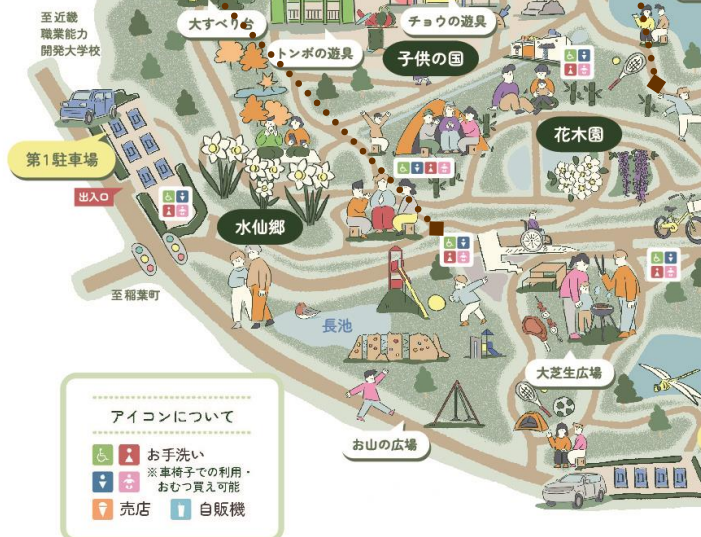 至近畿
職業能力
開発大学校
大すべり台
チョウの遊具
トンボの遊具
子供の国
花木園
第1駐車場
出入口
水仙郷
至稲葉町
長池
大芝生広場
お山の広場
アイコンについて
お手洗い
※車椅子での利用・
おむつ買え可能
売店
自販機